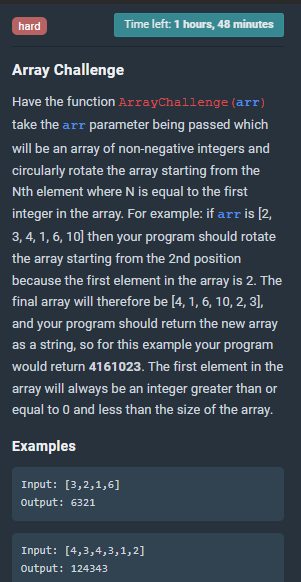 hard
Time left: 1 hours, 48 minutes
Array Challenge
Have the function ArrayChallenge(arr)
take the arr parameter being passed which
will be an array of non-negative integers and
circularly rotate the array starting from the
Nth element where N is equal to the first
integer in the array. For example: if arr is [2,
3, 4, 1, 6, 10] then your program should rotate
the array starting from the 2nd position
because the first element in the array is 2. The
final array will therefore be [4, 1, 6, 10, 2, 3],
and your program should return the new array
as a string, so for this example your program
would return 4161023. The first element in the
array will always be an integer greater than or
equal to 0 and less than the size of the array.
Examples
Input: [3,2,1,6]
Output: 6321
Input: [4,3,4,3,1,2]
Output: 124343